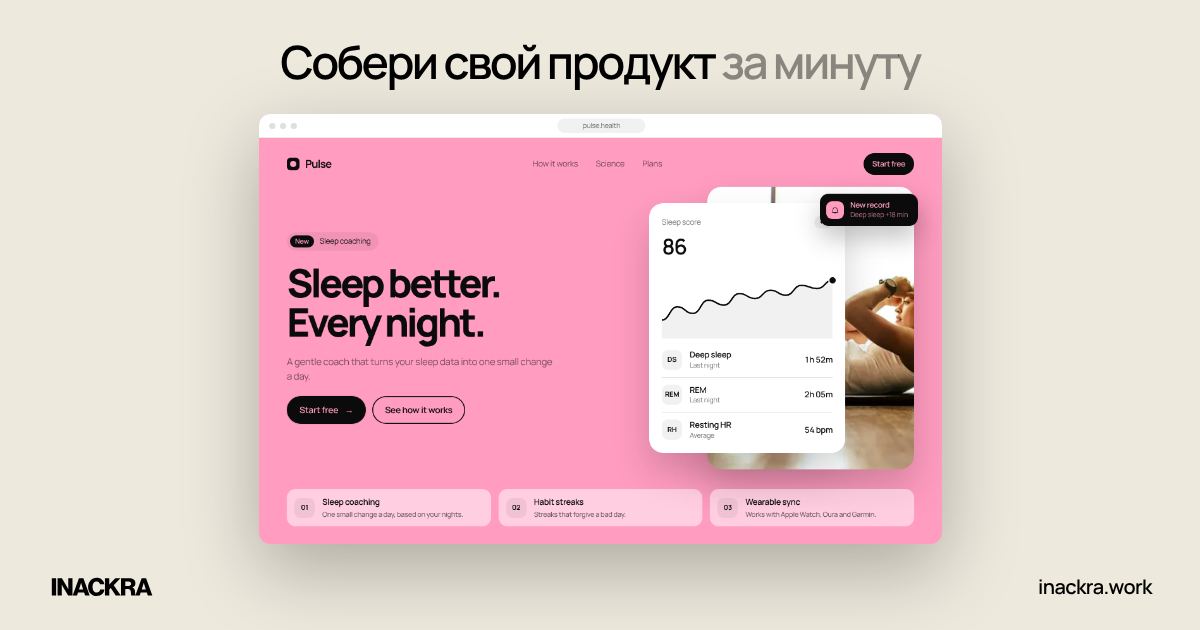 Собери свой продукт за минуту
pulse.health
Pulse
How it works
Science
Plans
Start free
New record
Deep sleep +18 min
Sleep score
86
New
Sleep coaching
Sleep better.
Every night.
A gentle coach that turns your sleep data into one small change
a day.
Start free →
See how it works
DS
Deep sleep
Last night
1h 52m
REM
REM
Last night
2h 05m
RH
Resting HR
Average
54 bpm
01
Sleep coaching
One small change a day, based on your nights.
02
Habit streaks
Streaks that forgive a bad day.
03
Wearable sync
Works with Apple Watch, Oura and Garmin.
INACKRA
inackra.work